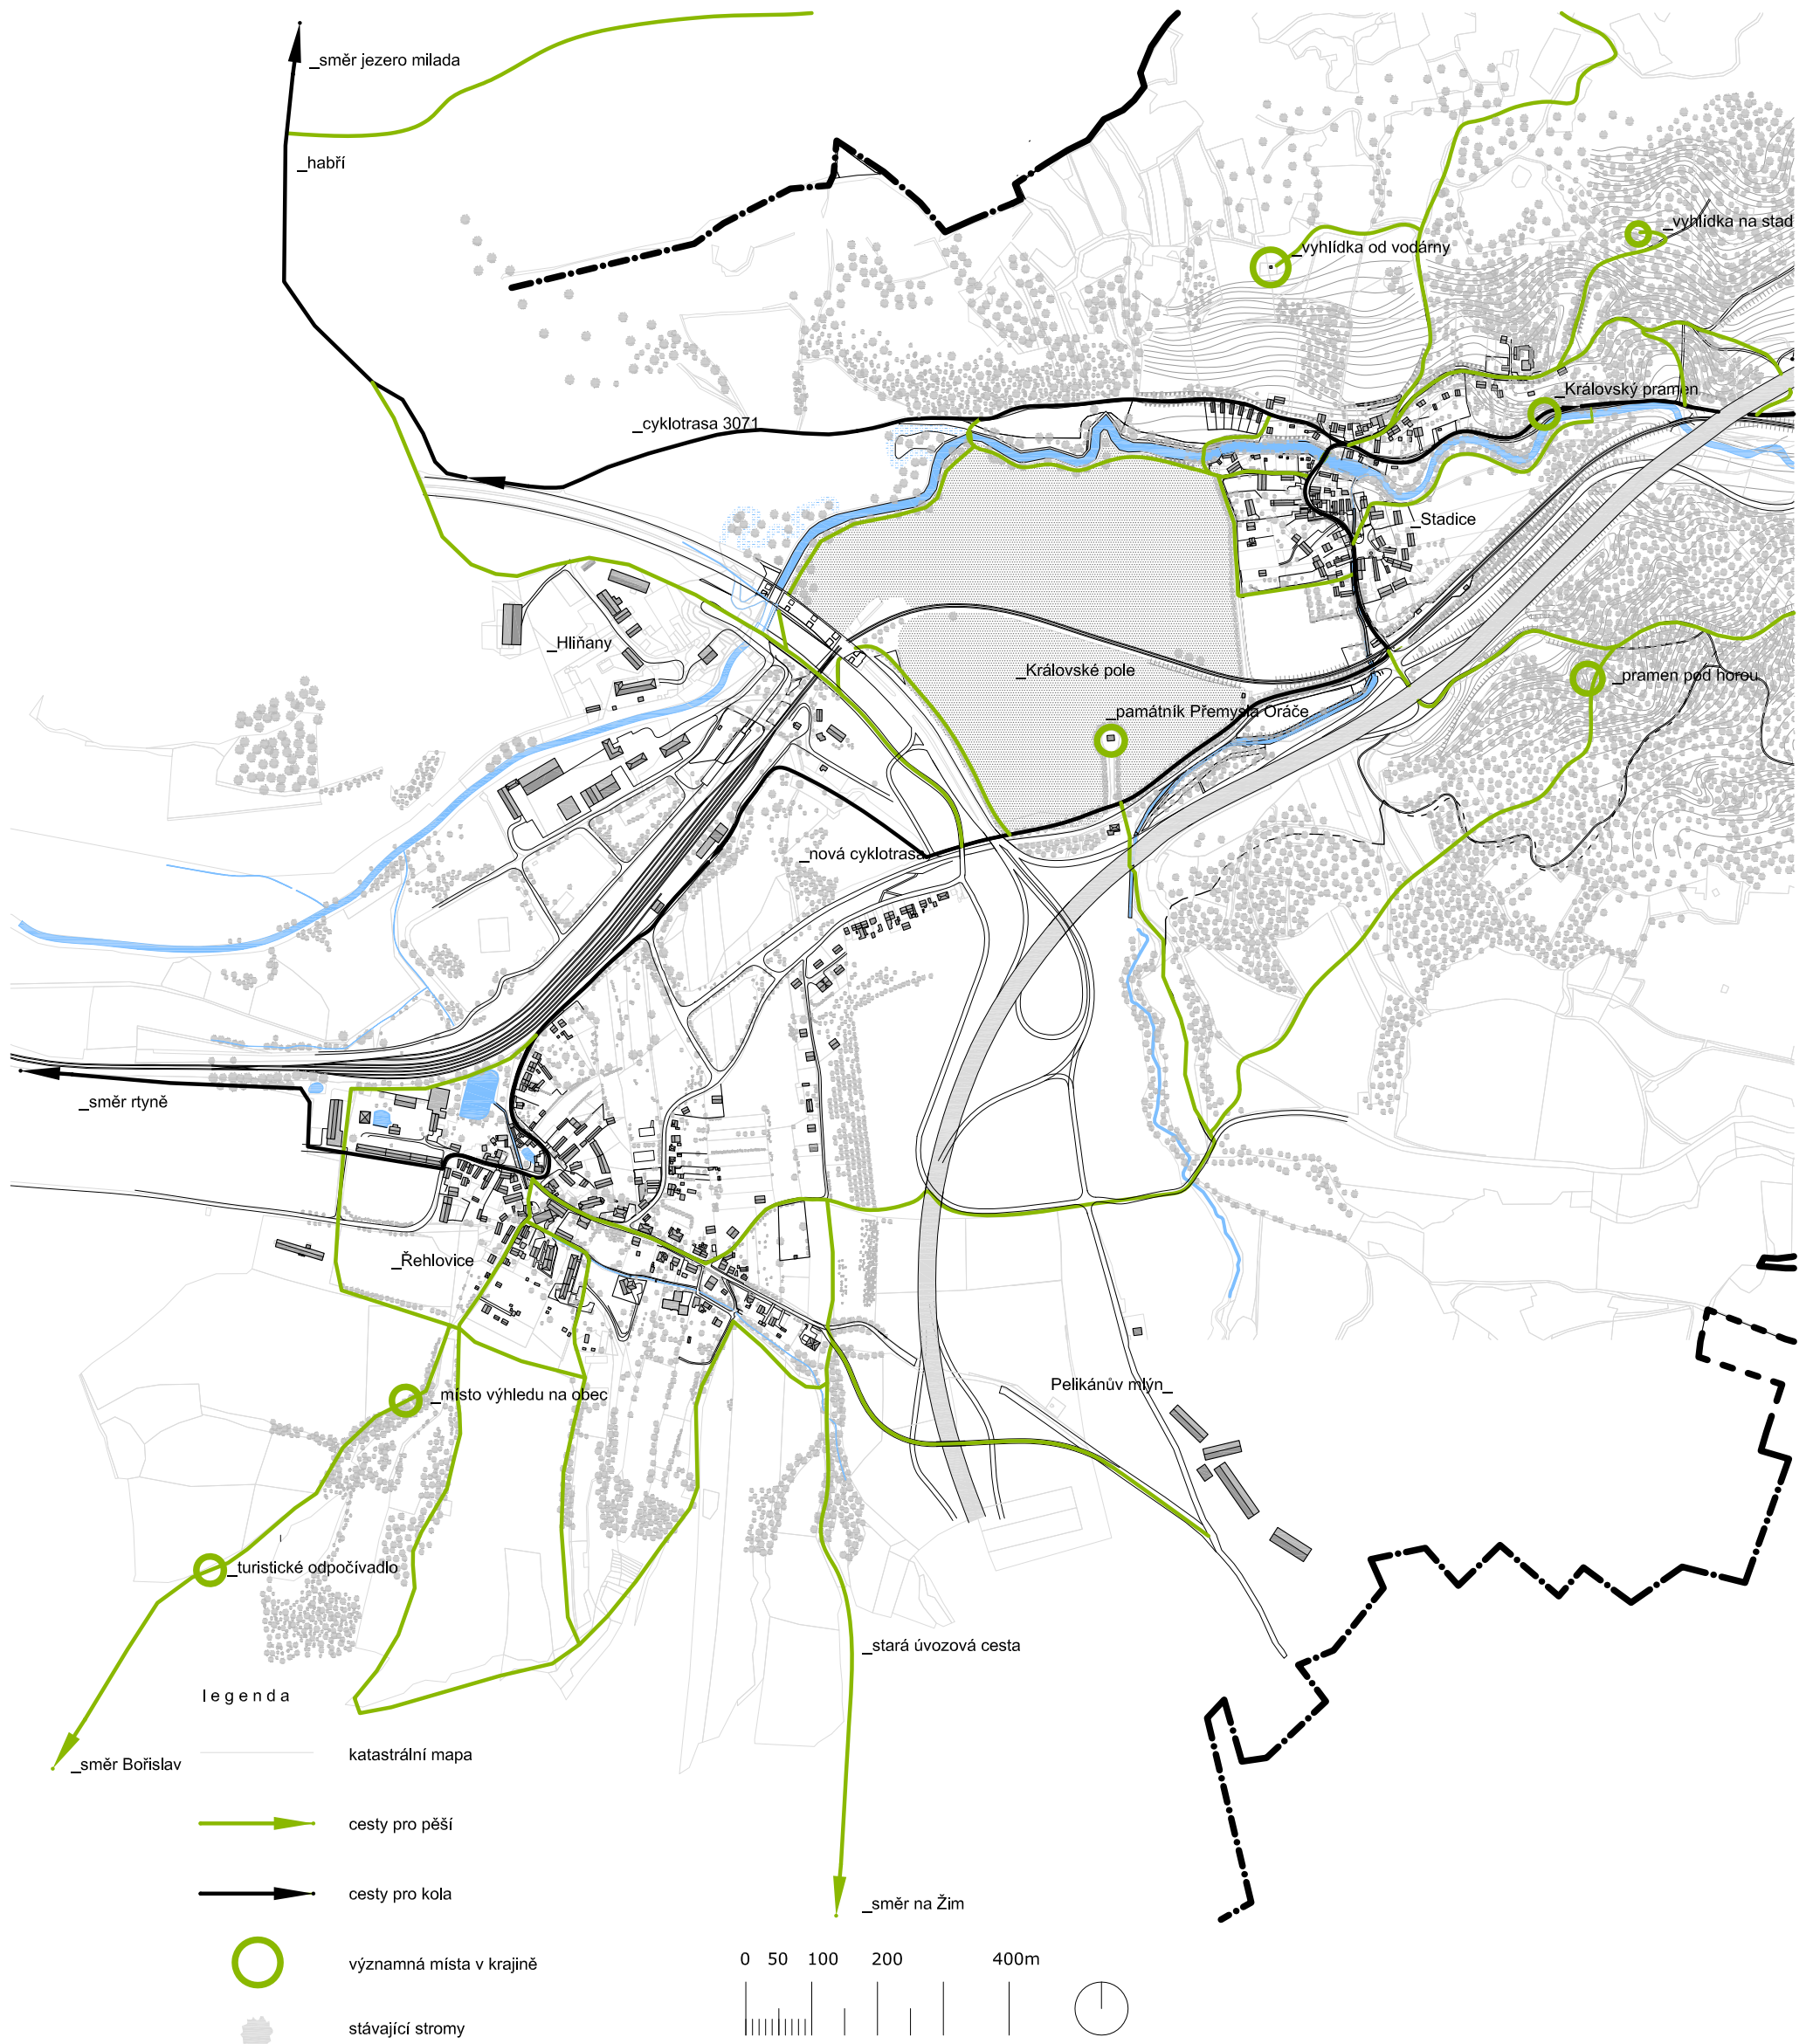 _směr jezero milada
_habří
_vyhlídka na stad
_vyhlídka od vodárny
_Královský pramen
_cyklotrasa 3071
_Stadice
_Hliňany
_Královské pole
_pramen pod horou
_památník Přemysla Oráče
_nová cyklotrasa
_směr rtyně
_Řehlovice
Pelikánův mlýn_
_místo výhledu na obec
_turistické odpočívadlo
_stará úvozová cesta
legenda
katastrální mapa
_směr Bořislav
cesty pro pěší
cesty pro kola
_směr na Žim
významná místa v krajině
0 50 100 200 400m
stávající stromy